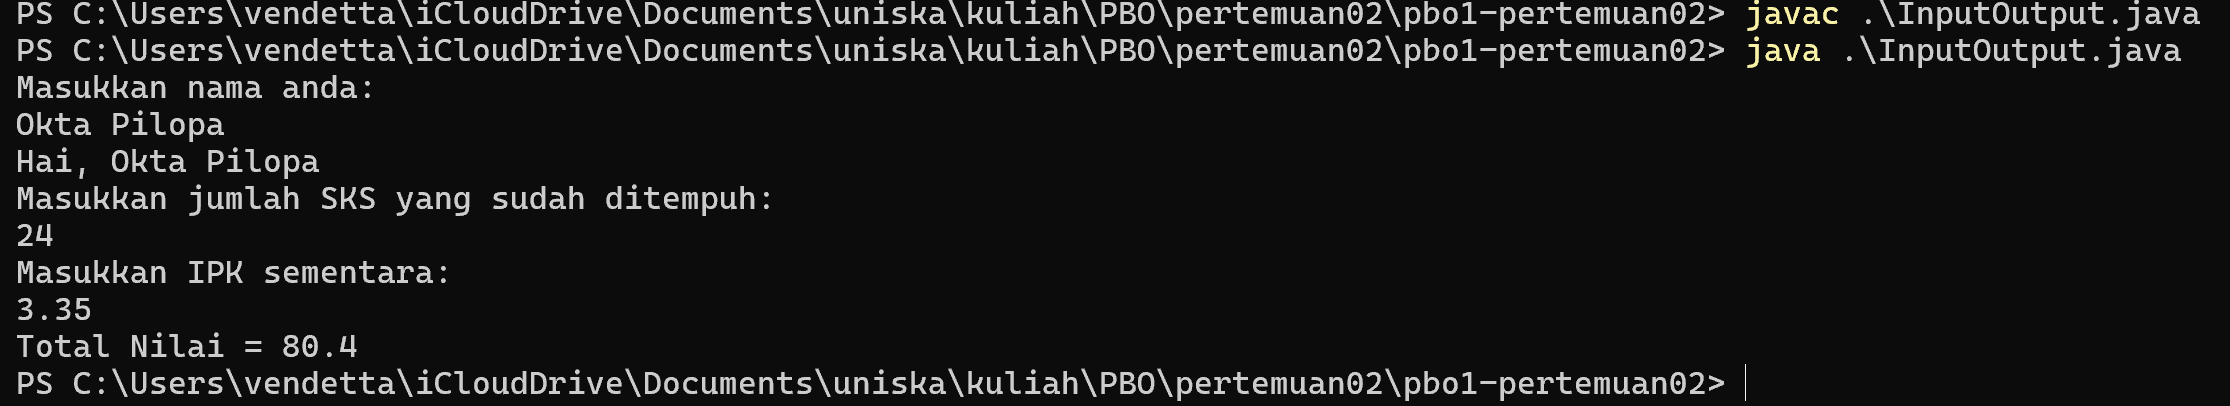 PS C:\Users\vendetta\iCloudDrive\Documents\uniska\kuliah\PBO\pertemuan02\pbo1-pertemuan02> javac .\InputOutput.java
PS C:\Users\vendetta\iCloudDrive\Documents\uniska\kuliah\PBO\pertemuan02\pbo1-pertemuan02> java .\InputOutput.java
Masukkan nama anda:
Okta Pilopa
Hai, Okta Pilopa
Masukkan jumlah SKS yang sudah ditempuh:
24
Masukkan IPK sementara:
3.35
Total Nilai = 80.4
PS C:\Users\vendetta\iCloudDrive\Documents\uniska\kuliah\PBO\pertemuan02\pbo1-pertemuan02>